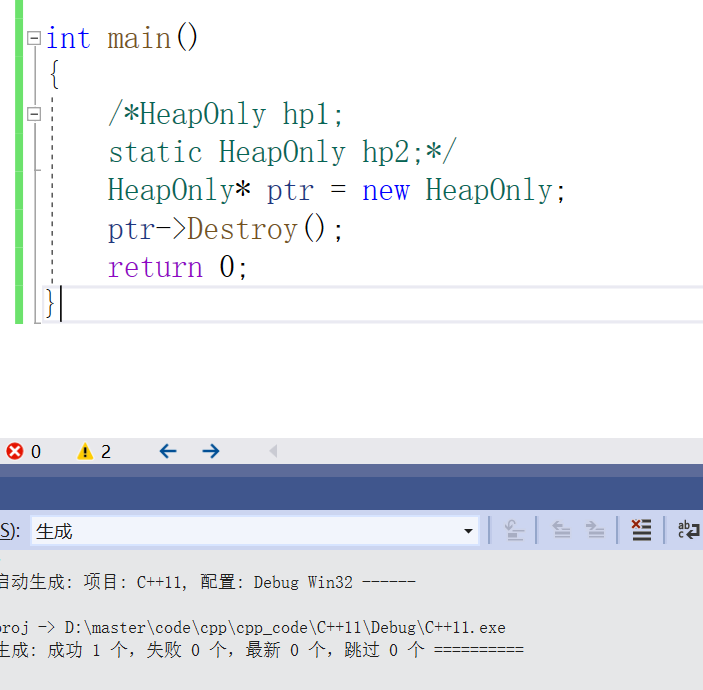 int main()
{
/*HeapOnly hp1;
static HeapOnly hp2;*/
HeapOnly* ptr = new HeapOnly;
ptr->Destroy();
return 0;
}
0 2
S): 生成
启动生成: 项目: C++11, 配置: Debug Win32 ------
proj -> D:\master\code\cpp\cpp_code\C++11\Debug\C++11.exe
生成: 成功 1 个，失败 0 个，最新 0 个，跳过 0 个 ==========